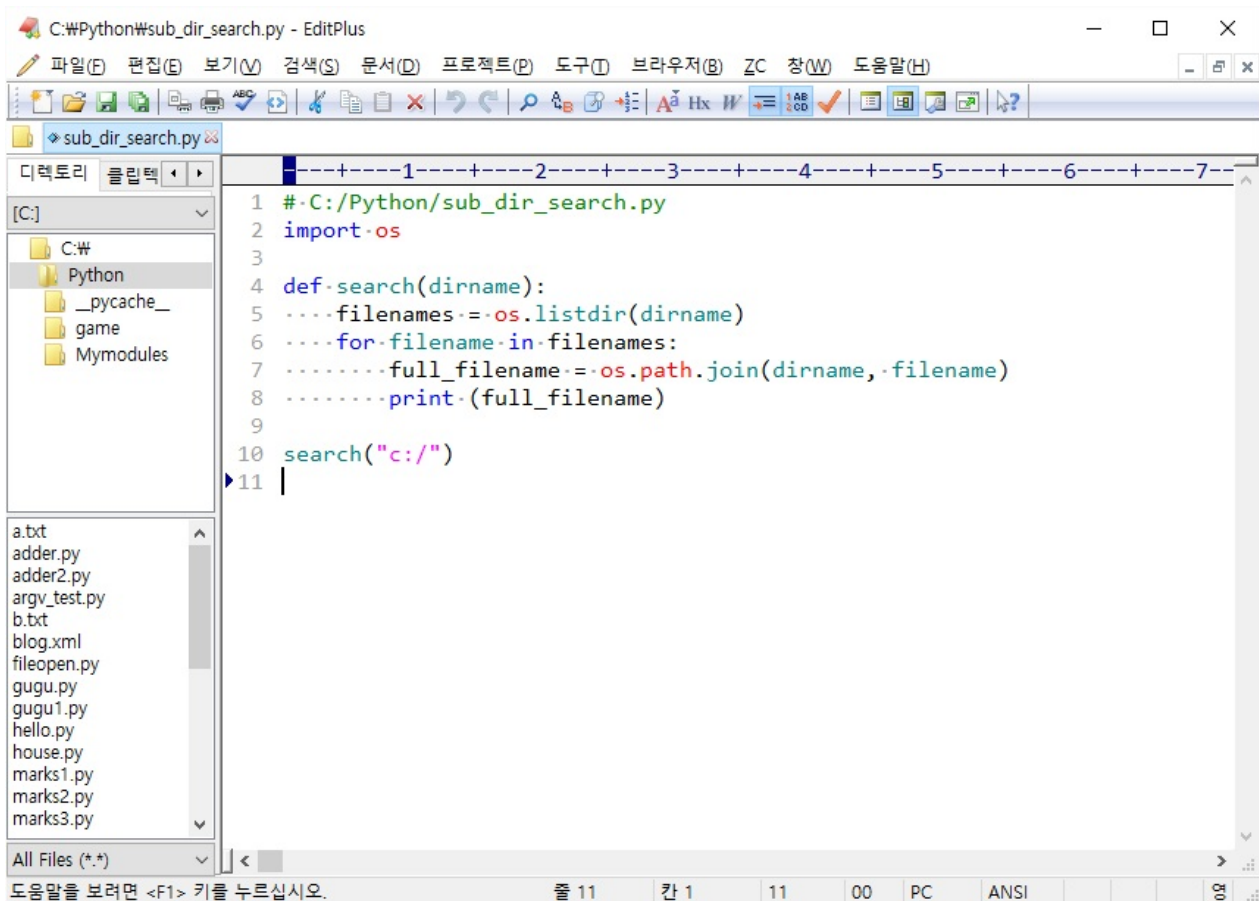 C:₩Python₩sub_dir_search.py - EditPlus
파일(F) 편집(E) 보기(V) 검색(S) 문서(D) 프로젝트(P) 도구(T) 브라우저(B) ZC 창(W) 도움말(H)
sub_dir_search.py
디렉토리 클립텍
----+----1----+----2----+----3----+----4----+----5----+----6----+----7--
[C:]
C:₩
Python
__pycache__
game
Mymodules
1 # C:/Python/sub_dir_search.py
2 import os
3
4 def search(dirname):
5     filenames = os.listdir(dirname)
6     for filename in filenames:
7         full_filename = os.path.join(dirname, filename)
8         print (full_filename)
9
10 search("c:/")
11
a.txt
adder.py
adder2.py
argv_test.py
b.txt
blog.xml
fileopen.py
gugu.py
gugu1.py
hello.py
house.py
marks1.py
marks2.py
marks3.py
All Files (*.*)
도움말을 보려면 <F1> 키를 누르십시오. 줄 11 칸 1 11 00 PC ANSI 영